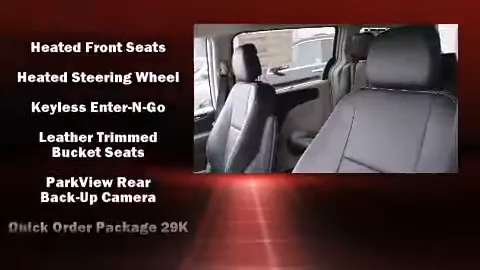 Heated Front Seats
Heated Steering Wheel
Keyless Enter-N-Go
Leather Trimmed
Bucket Seats
ParkView Rear
Back-Up Camera
Quick Order Package 29K